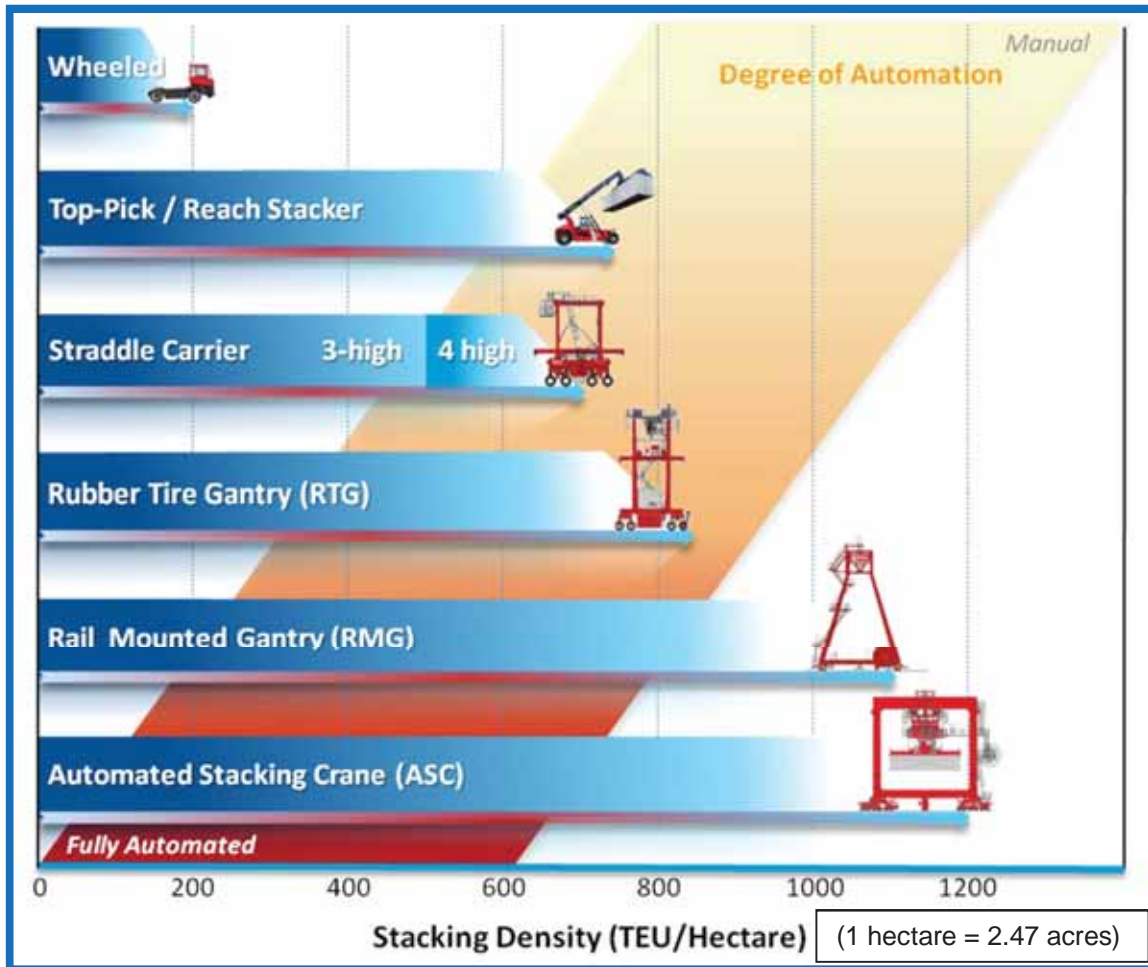 Manual
Degree of Automation
Wheeled
Top-Pick / Reach Stacker
Straddle Carrier 3-high 4 high
Rubber Tire Gantry (RTG)
Rail Mounted Gantry (RMG)
Automated Stacking Crane (ASC)
Fully Automated
0 200 400 600 800 1000 1200
Stacking Density (TEU/Hectare) (1 hectare = 2.47 acres)